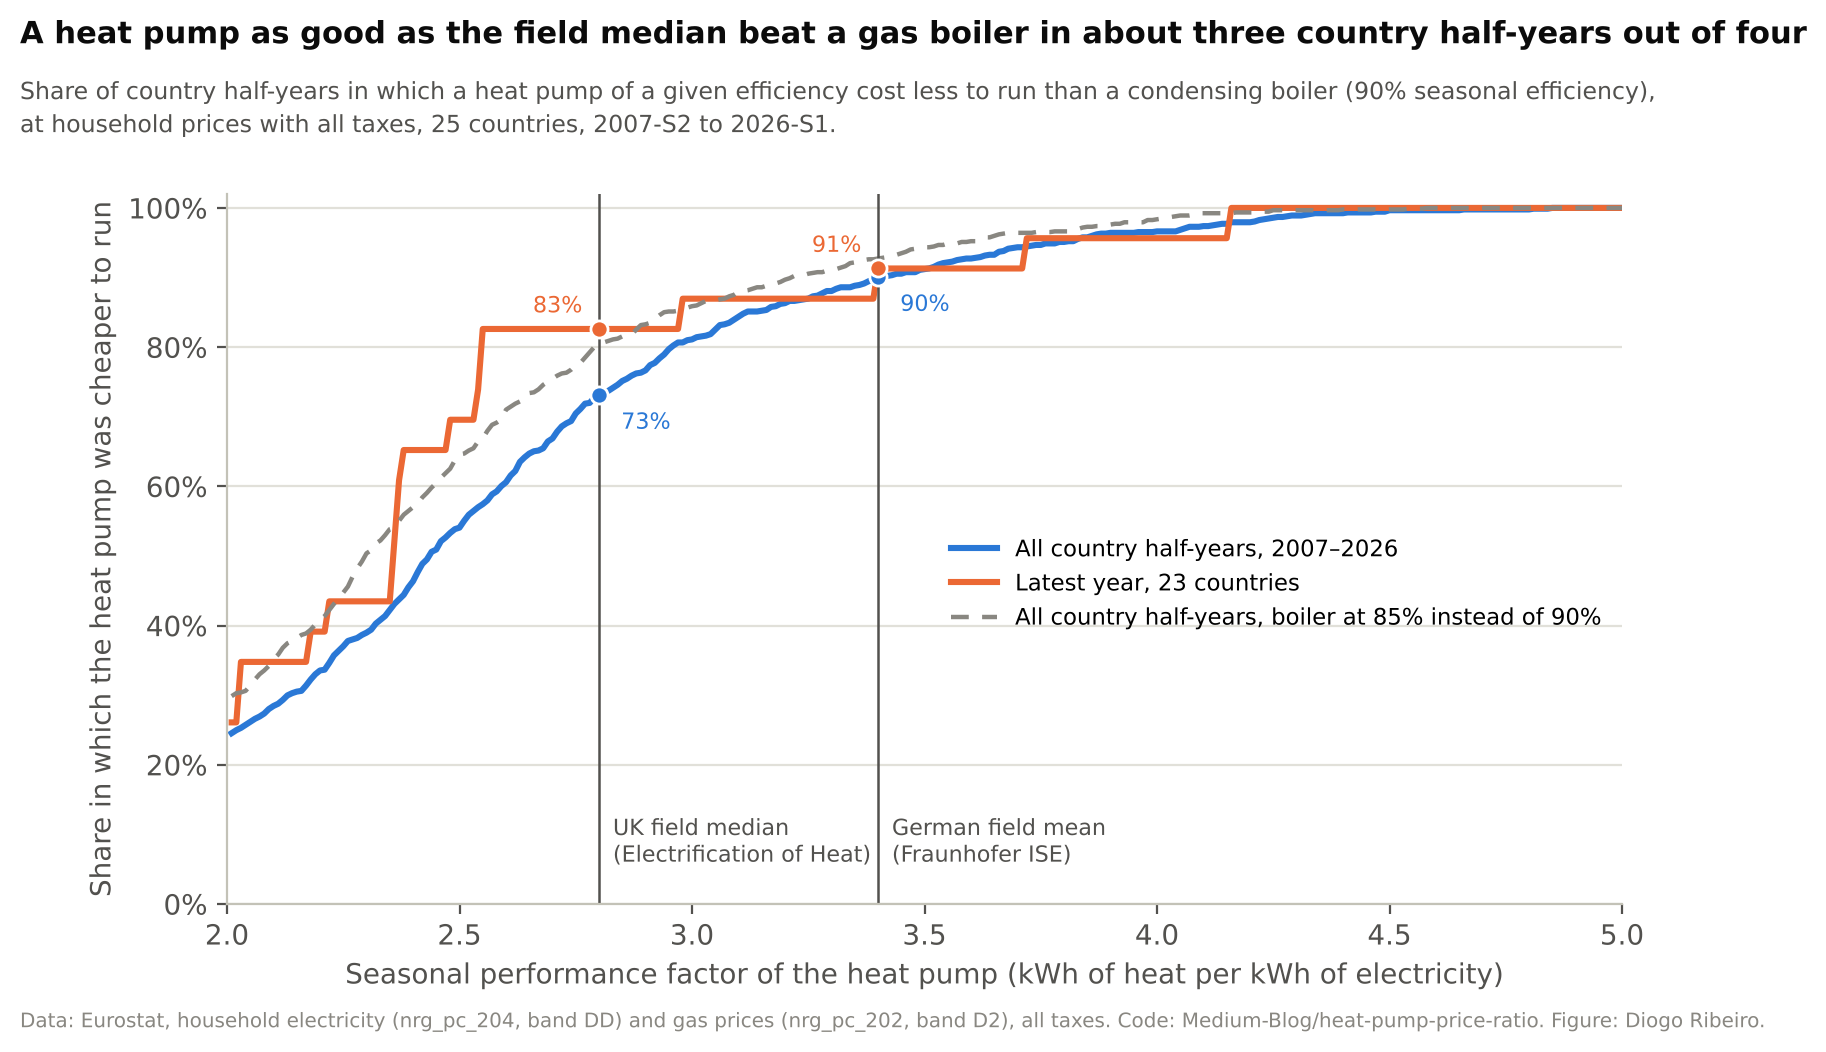 A heat pump as good as the field median beat a gas boiler in about three country half-years out of four
Share of country half-years in which a heat pump of a given efficiency cost less to run than a condensing boiler (90% seasonal efficiency),
at household prices with all taxes, 25 countries, 2007-S2 to 2026-S1.
Share in which the heat pump was cheaper to run
100%
80%
60%
40%
20%
0%
91%
83%
90%
73%
All country half-years, 2007–2026
Latest year, 23 countries
All country half-years, boiler at 85% instead of 90%
UK field median
(Electrification of Heat)
German field mean
(Fraunhofer ISE)
2.0 2.5 3.0 3.5 4.0 4.5 5.0
Seasonal performance factor of the heat pump (kWh of heat per kWh of electricity)
Data: Eurostat, household electricity (nrg_pc_204, band DD) and gas prices (nrg_pc_202, band D2), all taxes. Code: Medium-Blog/heat-pump-price-ratio. Figure: Diogo Ribeiro.